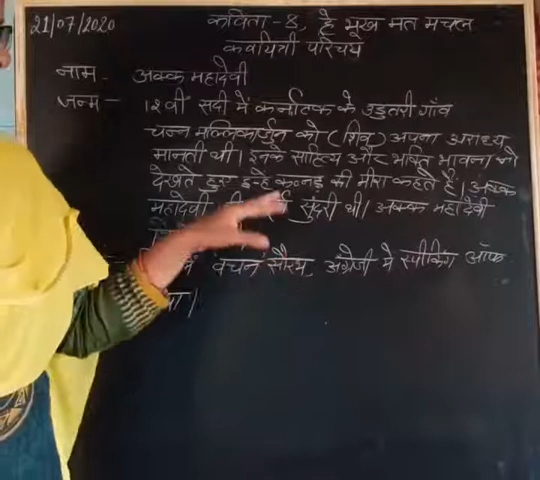 21/07/2020
कविता - 8, हे भूख मत मचल
कवयित्री परिचय
नाम - अक्क महादेवी
जन्म - 12वी सदी में कर्नाटक के उडुतरी गाँव
चन्न मल्लिकार्जुन को (शिव) अपना अराध्य
मानती थी। इनके साहित्य और भक्ति भावना को
देखते हुए इन्हे कन्नड़ की मीरा कहते हैं। अक्क
महादेवी सुंदरी थी। अक्क महादेवी
में वचन सौरभ अंग्रेजी मे स्पीकिंग ऑफ